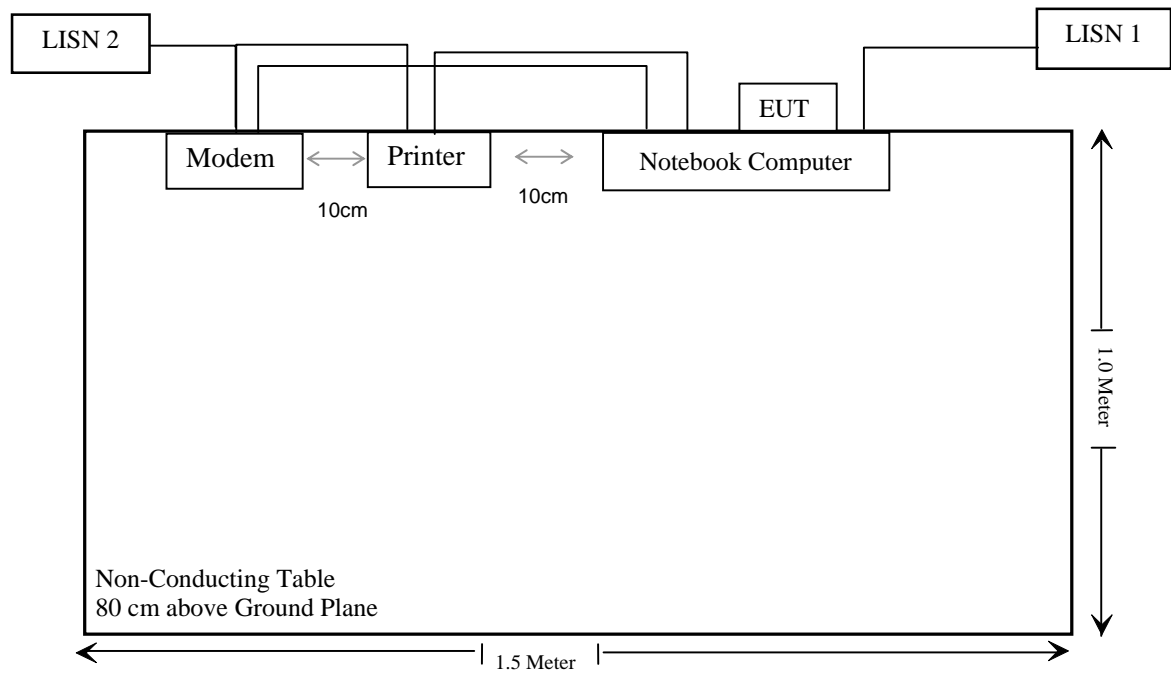 LISN 2
LISN 1
EUT
Modem
Printer
Notebook Computer
10cm
10cm
1.0 Meter
Non-Conducting Table
80 cm above Ground Plane
1.5 Meter